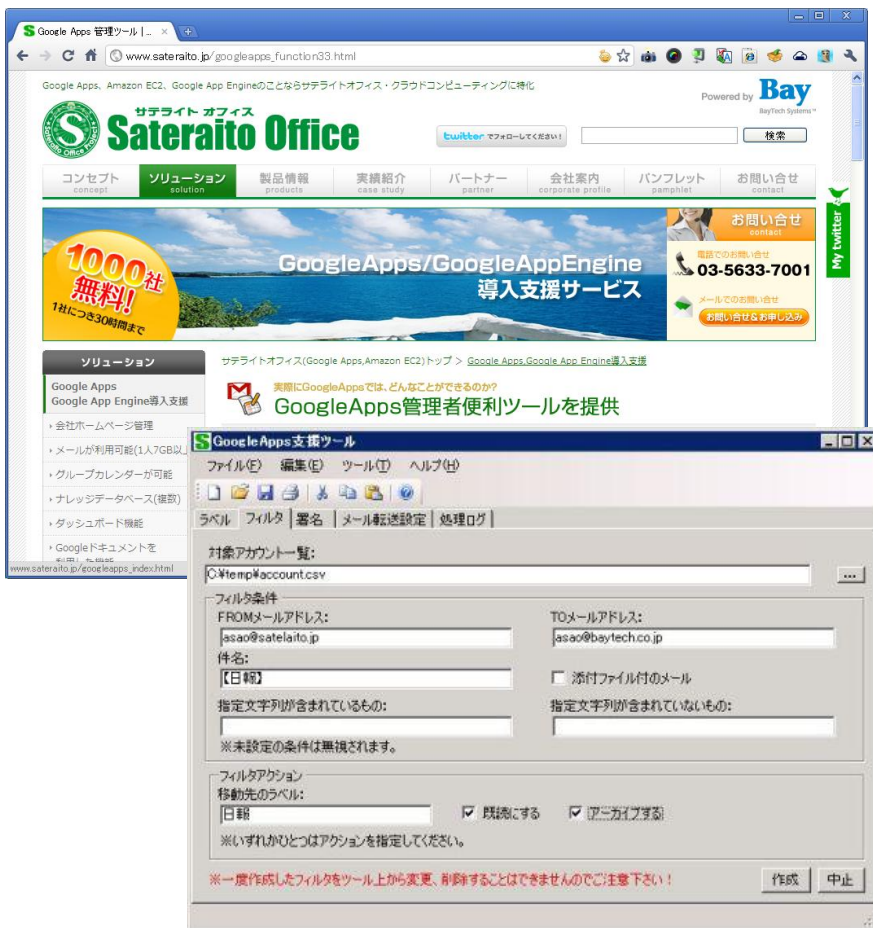 Google Apps 管理ツール | ...
www.sateraito.jp/googleapps_function33.html
Google Apps、Amazon EC2、Google App Engineのことならサテライトオフィス・クラウドコンピューティングに特化
Powered by Bay
BayTech Systems
サテライト オフィス
Sateraito Office
twitter でフォローしてください!
検索
コンセプト ソリューション 製品情報 実績紹介 パートナー 会社案内 パンフレット お問い合せ
concept solution products case study partner corporate profile pamphlet contact
My twitter
1000社
無料!
1社につき30時間まで
GoogleApps/GoogleAppEngine
導入支援サービス
お問い合せ
contact
電話でのお問い合せ
03-5633-7001
メールでのお問い合せ
お問い合せ&お申し込み
ソリューション
サテライトオフィス(Google Apps,Amazon EC2)トップ > Google Apps,Google App Engine導入支援
Google Apps
Google App Engine導入支援
実際にGoogleAppsでは、どんなことができるのか?
GoogleApps管理者便利ツールを提供
会社ホームページ管理
メールが利用可能(1人7GB以
グループカレンダーが可能
ナレッジデータベース(複数)
ダッシュボード機能
Googleドキュメントを
www.sateraito.jp/googleapps_index.html
GoogleApps支援ツール
ファイル(F) 編集(E) ツール(T) ヘルプ(H)
ラベル フィルタ 署名 メール転送設定 処理ログ
対象アカウント一覧:
C:¥temp¥account.csv
...
フィルタ条件
FROMメールアドレス: TOメールアドレス:
asao@satelaito.jp asao@baytech.co.jp
件名:
【日報】 添付ファイル付のメール
指定文字列が含まれているもの: 指定文字列が含まれていないもの:
※未設定の条件は無視されます。
フィルタアクション
移動先のラベル:
日報 既読にする アーカイブする
※いずれかひとつはアクションを指定してください。
※一度作成したフィルタをツール上から変更、削除することはできませんのでご注意下さい!
作成 中止